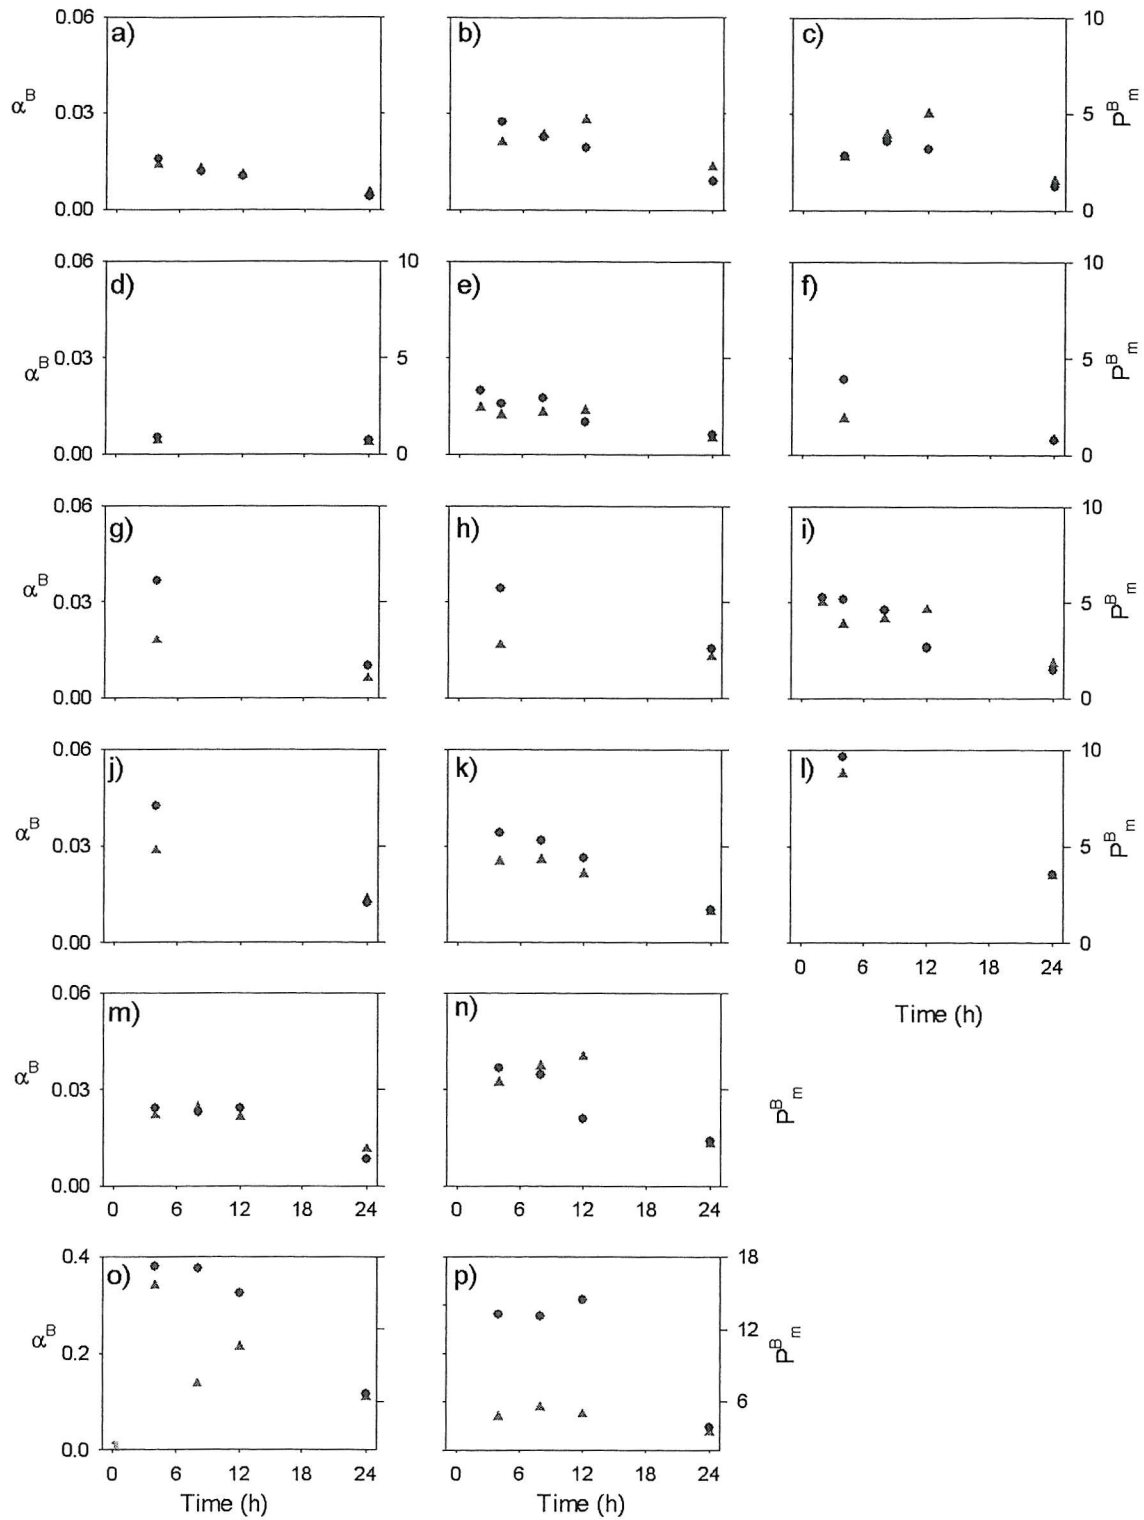 a)
b)
c)
0.06
0.03
0.00
α^B
10
5
0
P^B_m
d)
e)
f)
0.06
0.03
0.00
α^B
10
5
0
10
5
0
P^B_m
g)
h)
i)
0.06
0.03
0.00
α^B
10
5
0
P^B_m
j)
k)
l)
0.06
0.03
0.00
α^B
10
5
0
P^B_m
0 6 12 18 24
Time (h)
m)
n)
0.06
0.03
0.00
α^B
P^B_m
0 6 12 18 24
0 6 12 18 24
o)
p)
0.4
0.2
0.0
α^B
18
12
6
P^B_m
0 6 12 18 24
0 6 12 18 24
Time (h)
Time (h)